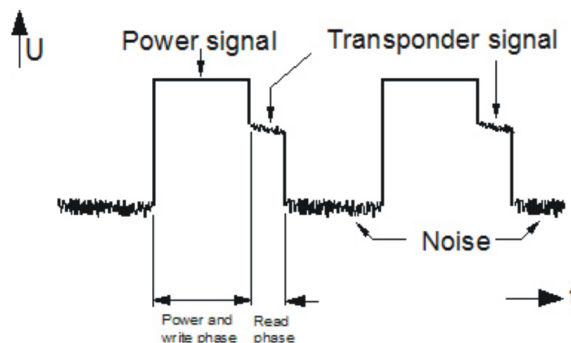 U
Power signal
Transponder signal
Noise
t
Power and
write phase
Read
phase